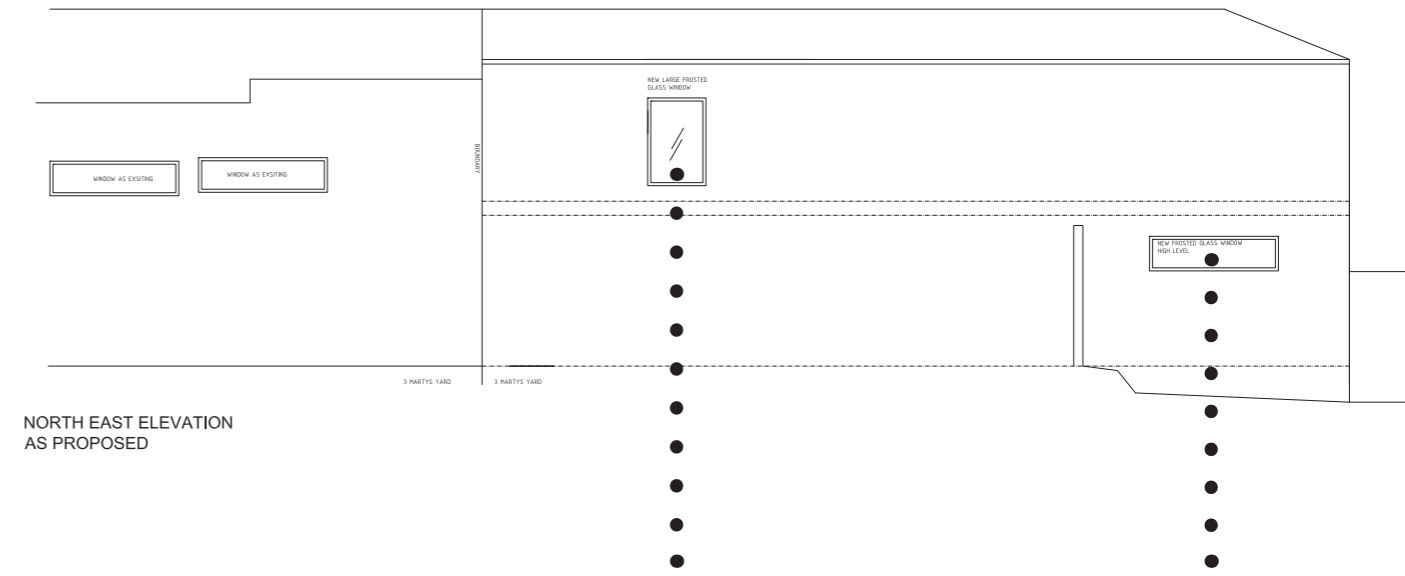 NEW LARGE FROSTED
GLASS WINDOW
BOUNDARY
WINDOW AS EXSITING
WINDOW AS EXSITING
NEW FROSTED GLASS WINDOW
HIGH LEVEL
3 MARTYS YARD
3 MARTYS YARD
NORTH EAST ELEVATION
AS PROPOSED